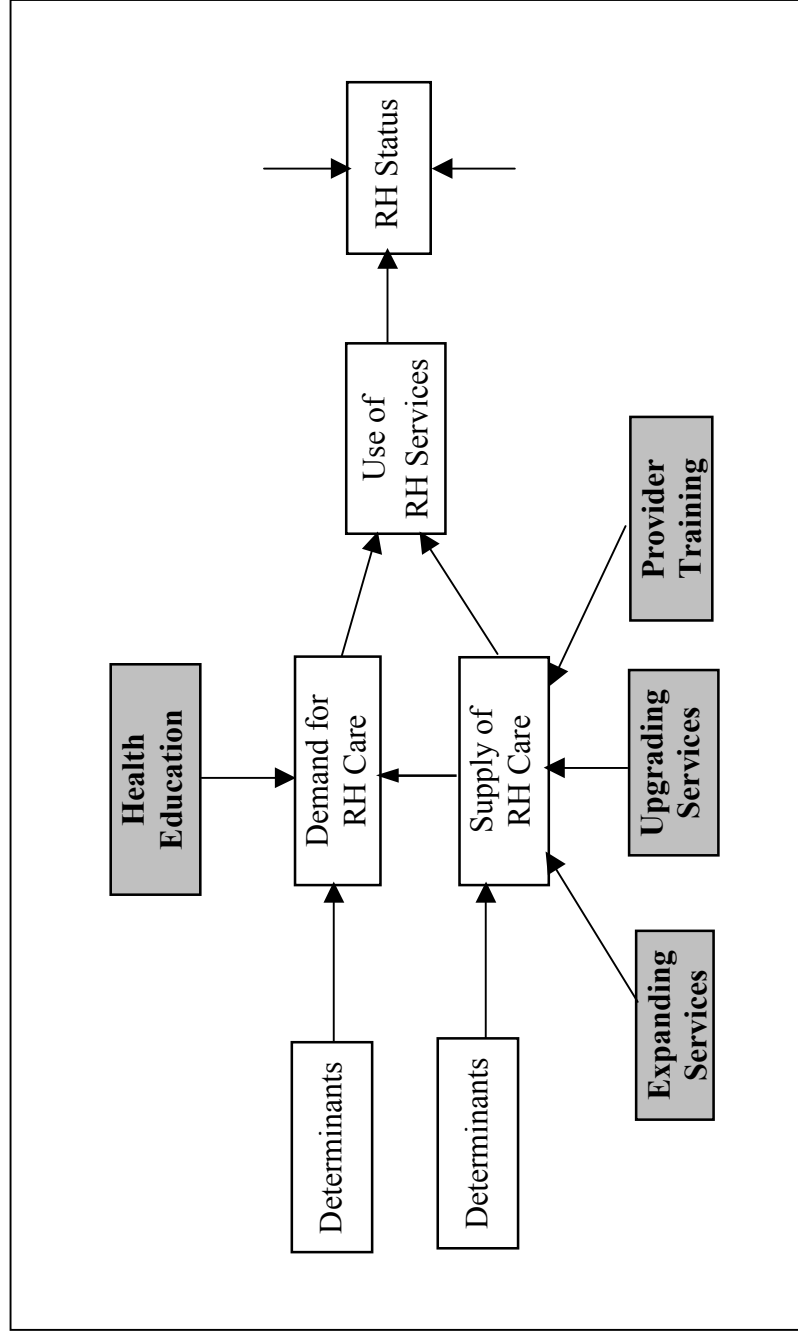 Health
Education
Determinants
Demand for
RH Care
Use of
RH Services
RH Status
Determinants
Supply of
RH Care
Expanding
Services
Upgrading
Services
Provider
Training